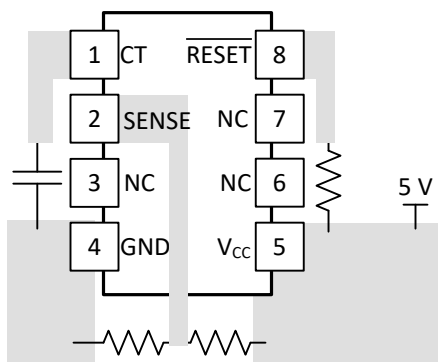 1 CT RESET 8
2 SENSE NC 7
3 NC NC 6
5 V
4 GND VCC 5